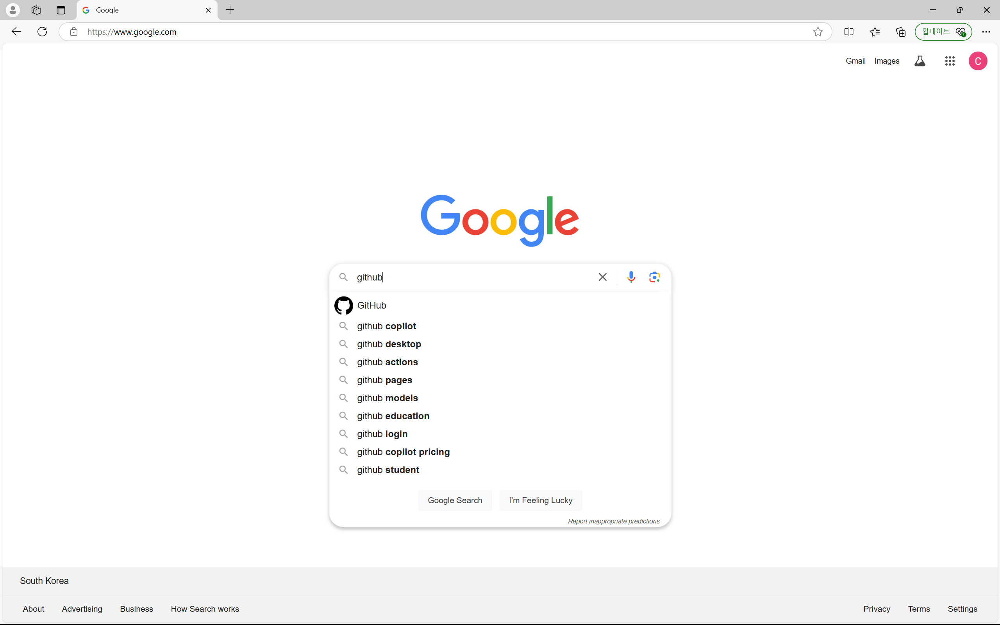 Google
https://www.google.com
업데이트
Gmail Images
C
Google
github
GitHub
github copilot
github desktop
github actions
github pages
github models
github education
github login
github copilot pricing
github student
Google Search I'm Feeling Lucky
Report inappropriate predictions
South Korea
About Advertising Business How Search works Privacy Terms Settings